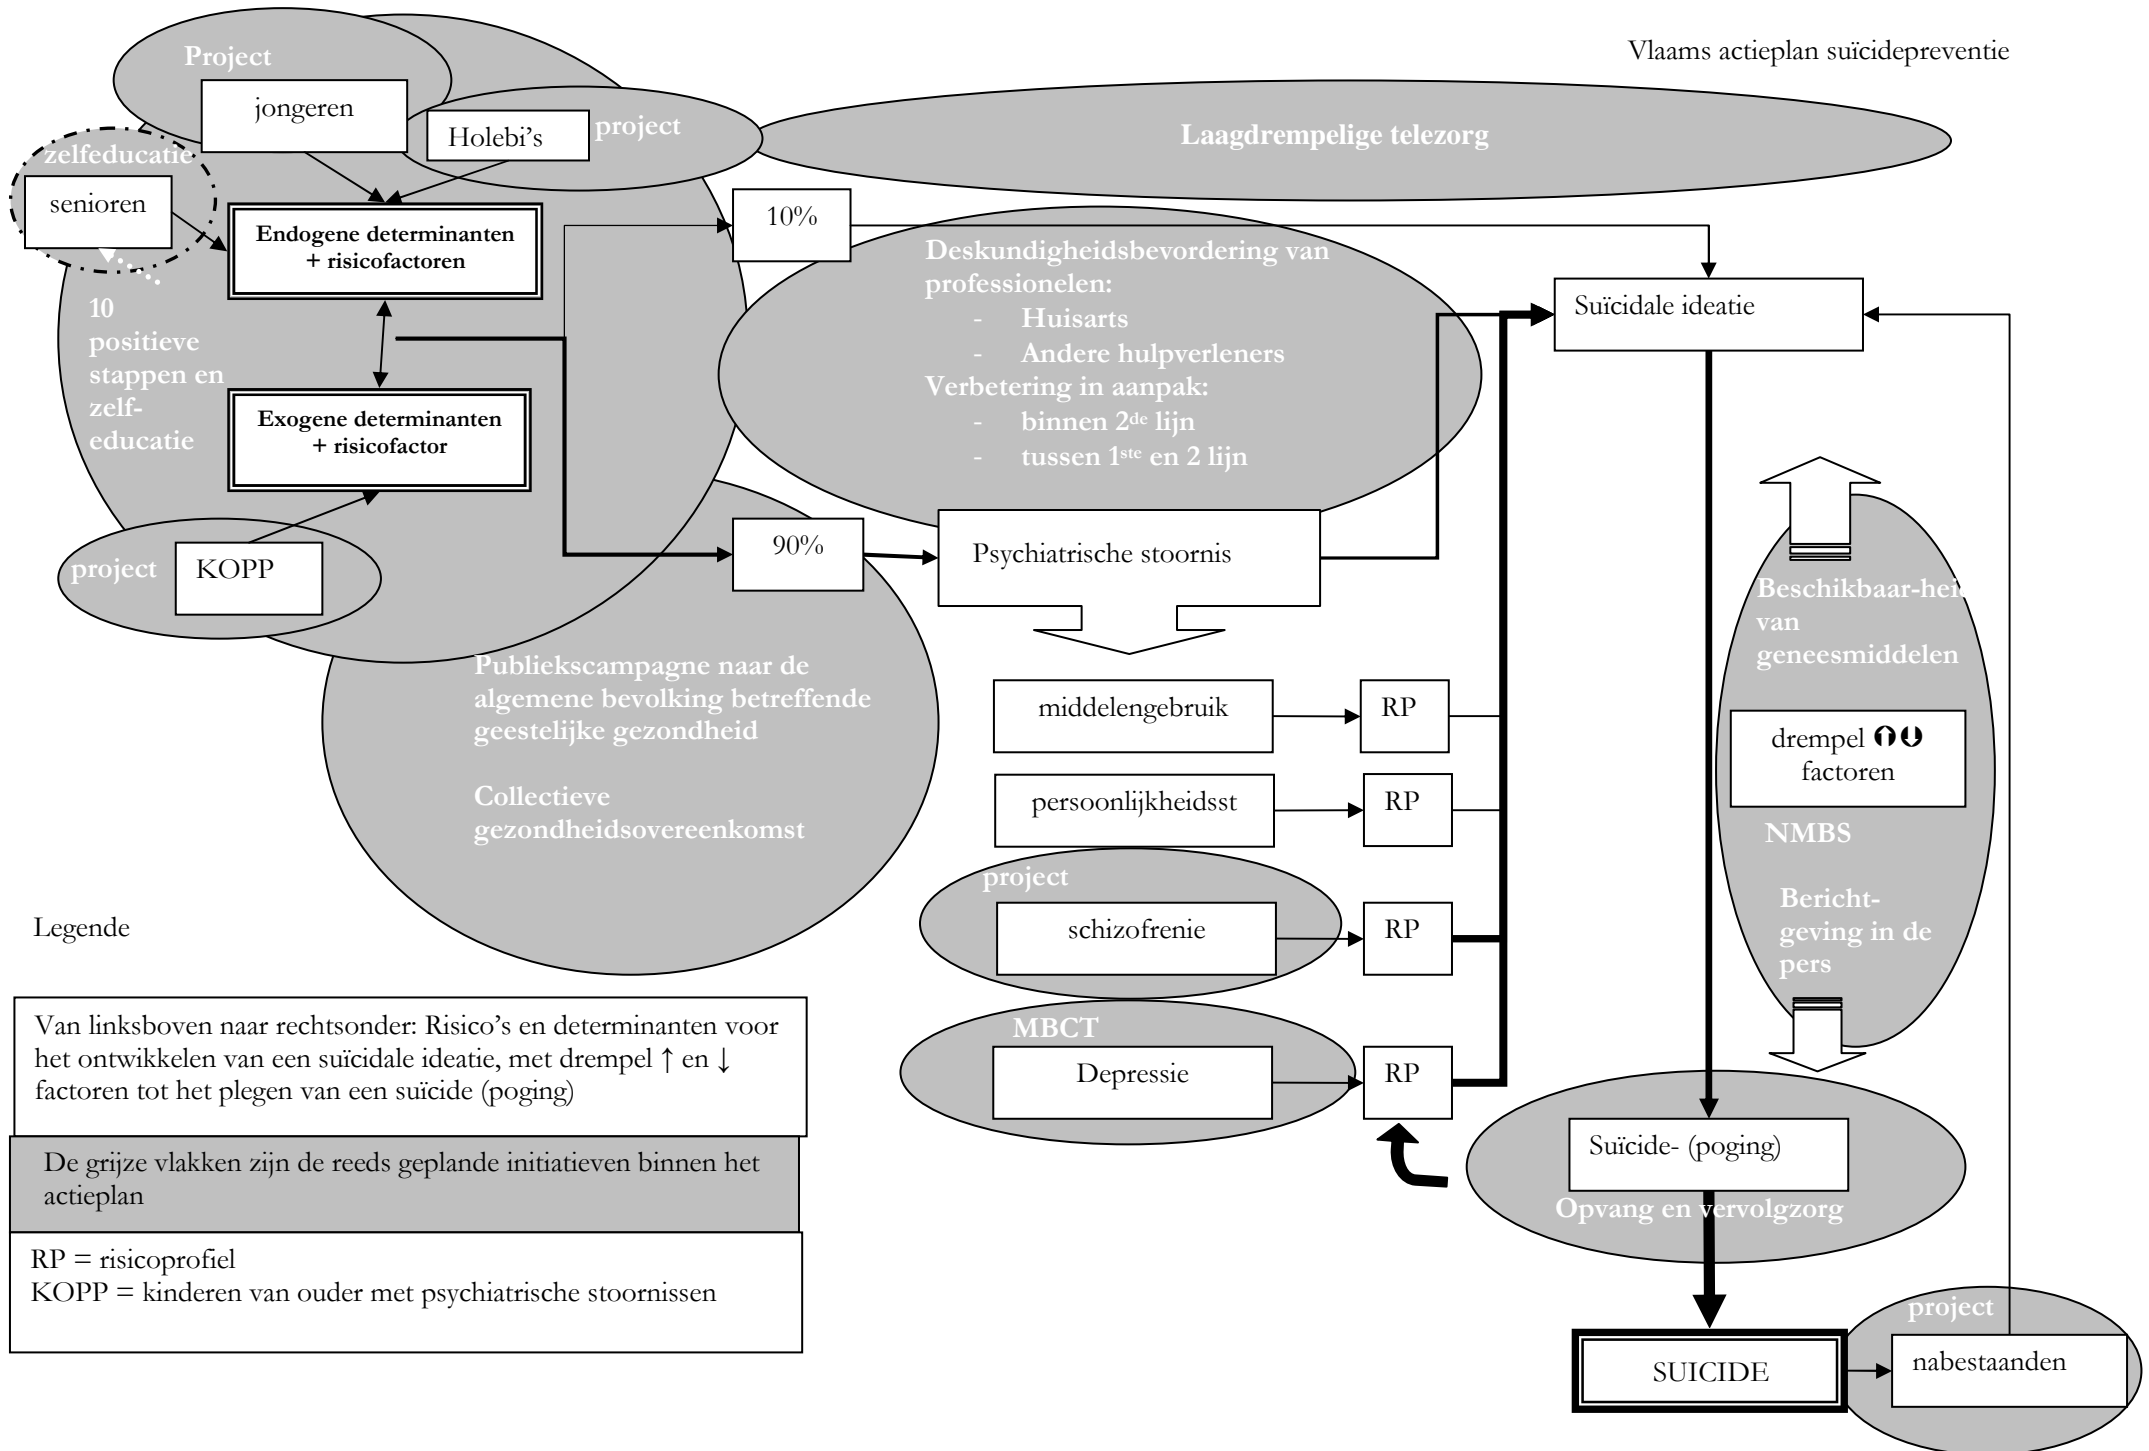 Vlaams actieplan suïcidepreventie
Project
jongeren
Holebi's
project
Laagdrempelige telezorg
zelfeducatie
senioren
Endogene determinanten
+ risicofactoren
10
positieve
stappen en
zelf-
educatie
Exogene determinanten
+ risicofactor
project
KOPP
10%
90%
Deskundigheidsbevordering van
professionelen:
- Huisarts
- Andere hulpverleners
Verbetering in aanpak:
- binnen 2de lijn
- tussen 1ste en 2 lijn
Psychiatrische stoornis
Suïcidale ideatie
Publiekscampagne naar de
algemene bevolking betreffende
geestelijke gezondheid
Collectieve
gezondheidsovereenkomst
middelengebruik
RP
persoonlijkheidsst
RP
project
schizofrenie
RP
MBCT
Depressie
RP
Beschikbaar-hei
van
geneesmiddelen
drempel ⮉⮋
factoren
NMBS
Bericht-
geving in de
pers
Suïcide- (poging)
Opvang en vervolgzorg
SUICIDE
project
nabestaanden
Legende
Van linksboven naar rechtsonder: Risico's en determinanten voor
het ontwikkelen van een suïcidale ideatie, met drempel ↑ en ↓
factoren tot het plegen van een suïcide (poging)
De grijze vlakken zijn de reeds geplande initiatieven binnen het
actieplan
RP = risicoprofiel
KOPP = kinderen van ouder met psychiatrische stoornissen